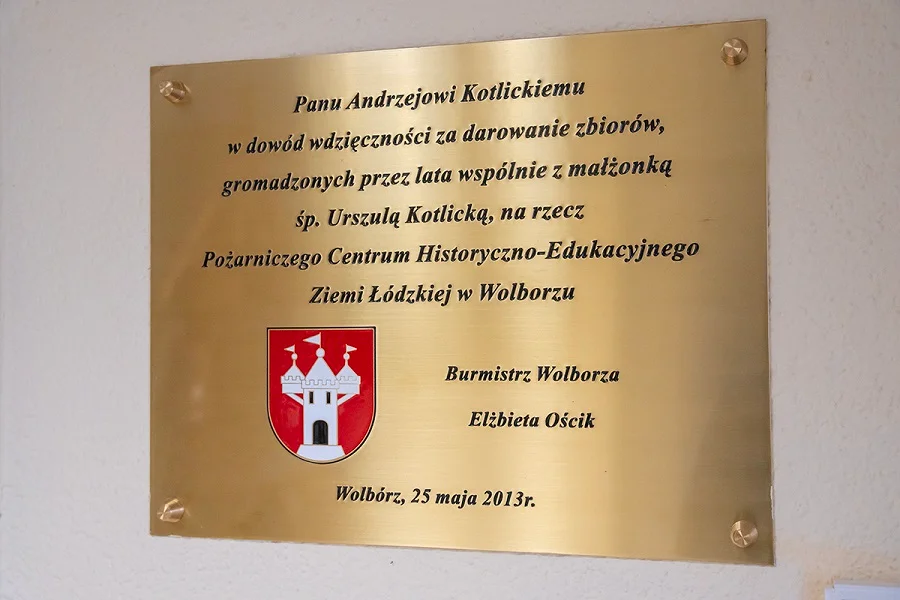 Panu Andrzejowi Kotlickiemu
w dowód wdzięczności za darowanie zbiorów,
gromadzonych przez lata wspólnie z małżonką
śp. Urszulą Kotlicką, na rzecz
Pożarniczego Centrum Historyczno-Edukacyjnego
Ziemi Łódzkiej w Wolborzu
Burmistrz Wolborza
Elżbieta Ościk
Wolbórz, 25 maja 2013r.